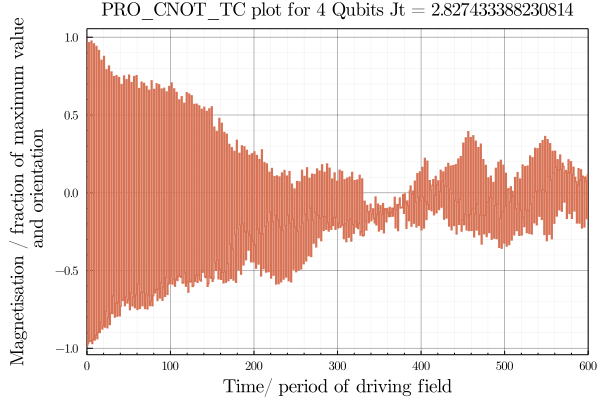 PRO_CNOT_TC plot for 4 Qubits Jt = 2.827433388230814
Magnetisation / fraction of maximum value
and orientation
1.0
0.5
0.0
−0.5
−1.0
0 100 200 300 400 500 600
Time/ period of driving field